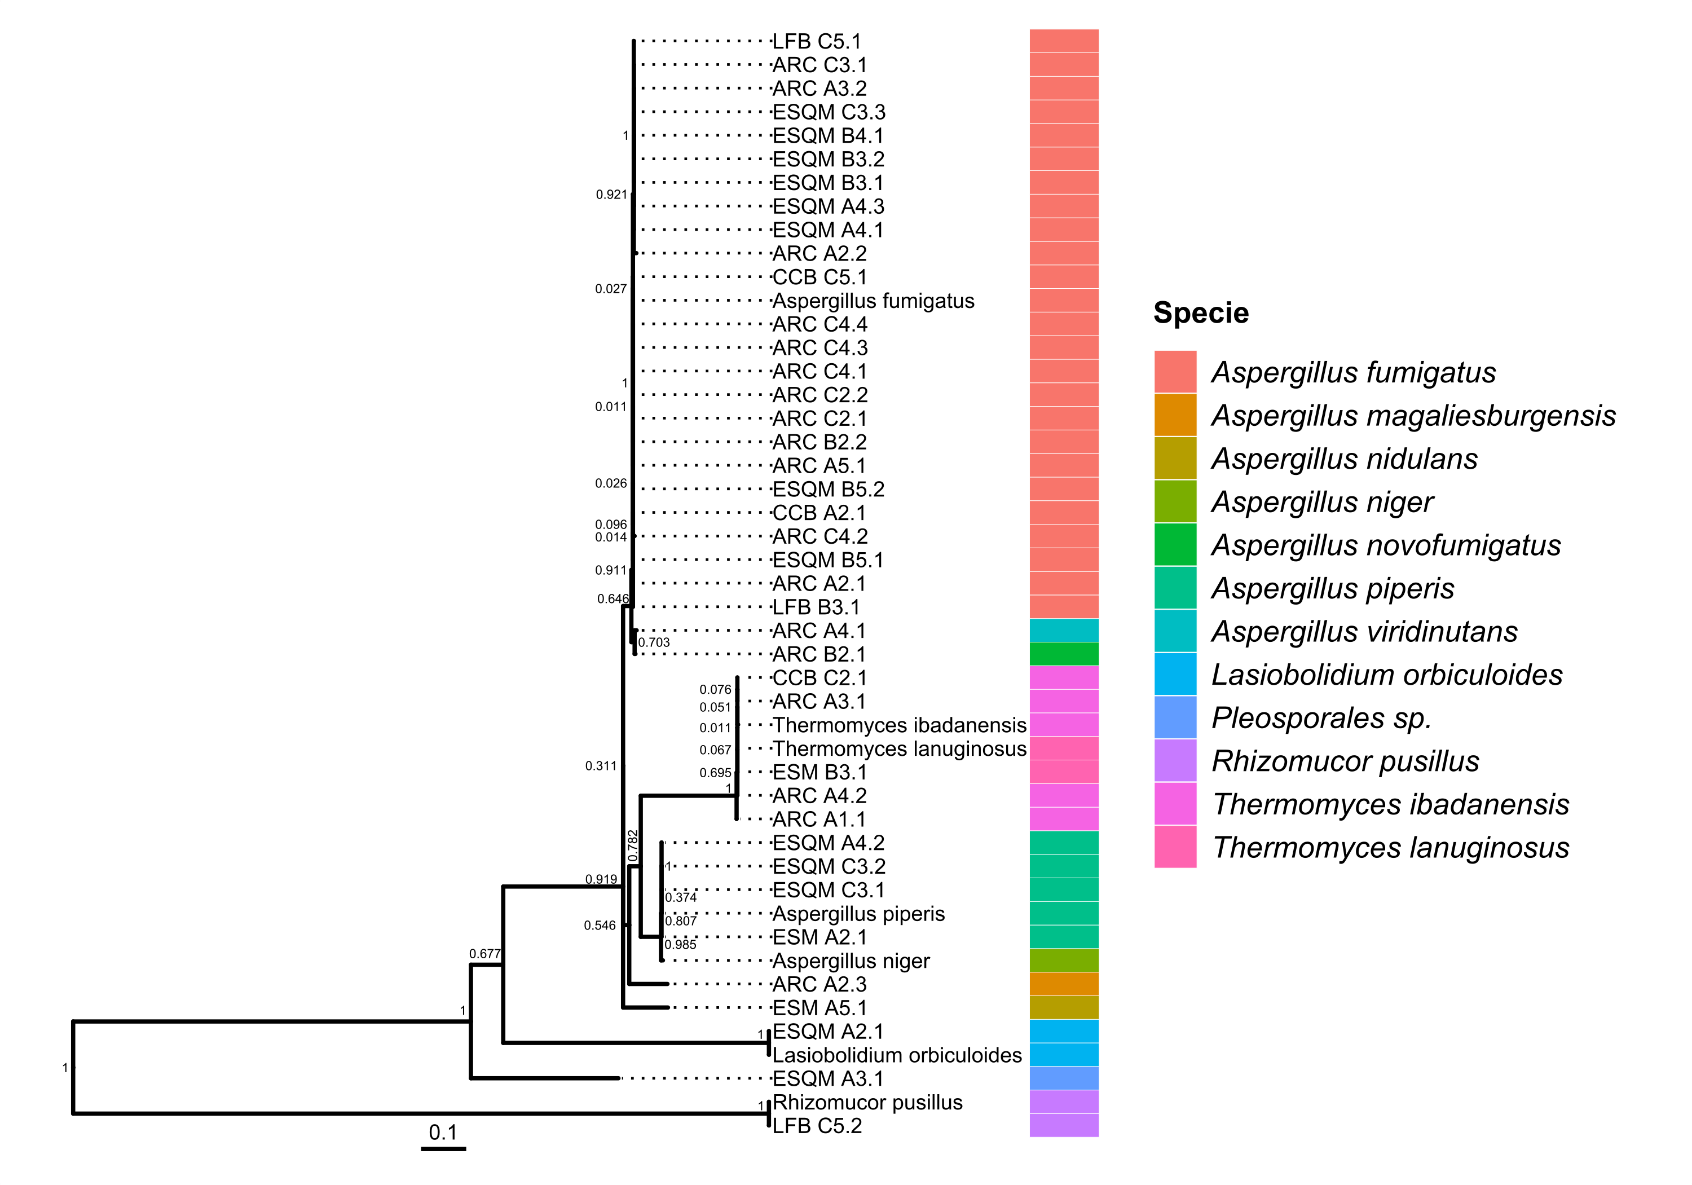 LFB C5.1
ARC C3.1
ARC A3.2
ESQM C3.3
1
ESQM B4.1
ESQM B3.2
ESQM B3.1
0.921
ESQM A4.3
ESQM A4.1
ARC A2.2
CCB C5.1
0.027
Aspergillus fumigatus
ARC C4.4
ARC C4.3
ARC C4.1
1
ARC C2.2
0.011
ARC C2.1
ARC B2.2
ARC A5.1
0.026
ESQM B5.2
CCB A2.1
0.096
0.014
ARC C4.2
ESQM B5.1
0.911
ARC A2.1
0.646
LFB B3.1
ARC A4.1
0.703
ARC B2.1
CCB C2.1
0.076
ARC A3.1
0.051
0.011
Thermomyces ibadanensis
0.067
Thermomyces lanuginosus
0.311
0.695
ESM B3.1
1
ARC A4.2
ARC A1.1
0.782
ESQM A4.2
1
ESQM C3.2
0.919
ESQM C3.1
0.374
Aspergillus piperis
0.807
0.546
ESM A2.1
0.985
0.677
Aspergillus niger
ARC A2.3
1
ESM A5.1
1
ESQM A2.1
Lasiobolidium orbiculoides
1
ESQM A3.1
1
Rhizomucor pusillus
LFB C5.2
0.1
Specie
Aspergillus fumigatus
Aspergillus magaliesburgensis
Aspergillus nidulans
Aspergillus niger
Aspergillus novofumigatus
Aspergillus piperis
Aspergillus viridinutans
Lasiobolidium orbiculoides
Pleosporales sp.
Rhizomucor pusillus
Thermomyces ibadanensis
Thermomyces lanuginosus